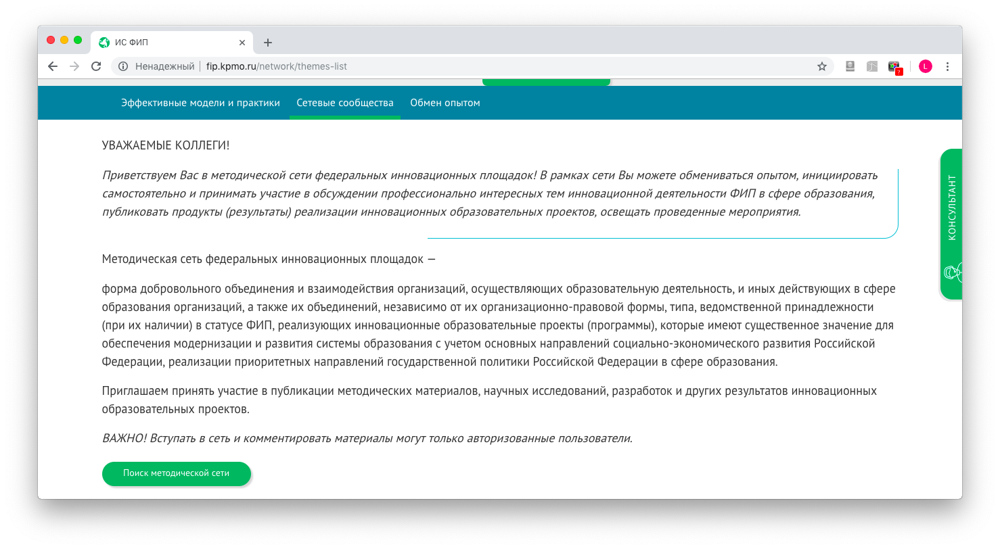 ИС ФИП
Ненадежный | fip.kpmo.ru/network/themes-list
?
L
Эффективные модели и практики Сетевые сообщества Обмен опытом
УВАЖАЕМЫЕ КОЛЛЕГИ!
Приветствуем Вас в методической сети федеральных инновационных площадок! В рамках сети Вы можете обмениваться опытом, инициировать
самостоятельно и принимать участие в обсуждении профессионально интересных тем инновационной деятельности ФИП в сфере образования,
публиковать продукты (результаты) реализации инновационных образовательных проектов, освещать проведенные мероприятия.
КОНСУЛЬТАНТ
Методическая сеть федеральных инновационных площадок —
форма добровольного объединения и взаимодействия организаций, осуществляющих образовательную деятельность, и иных действующих в сфере
образования организаций, а также их объединений, независимо от их организационно-правовой формы, типа, ведомственной принадлежности
(при их наличии) в статусе ФИП, реализующих инновационные образовательные проекты (программы), которые имеют существенное значение для
обеспечения модернизации и развития системы образования с учетом основных направлений социально-экономического развития Российской
Федерации, реализации приоритетных направлений государственной политики Российской Федерации в сфере образования.
Приглашаем принять участие в публикации методических материалов, научных исследований, разработок и других результатов инновационных
образовательных проектов.
ВАЖНО! Вступать в сеть и комментировать материалы могут только авторизованные пользователи.
Поиск методической сети